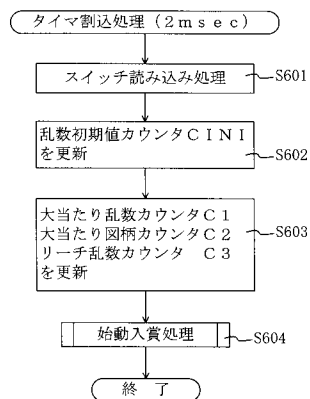 タイマ割込処理(2msec)
スイッチ読み込み処理
S601
乱数初期値カウンタCINI
を更新
S602
大当たり乱数カウンタC1
大当たり図柄カウンタC2
リーチ乱数カウンタ C3
を更新
S603
始動入賞処理
S604
終 了